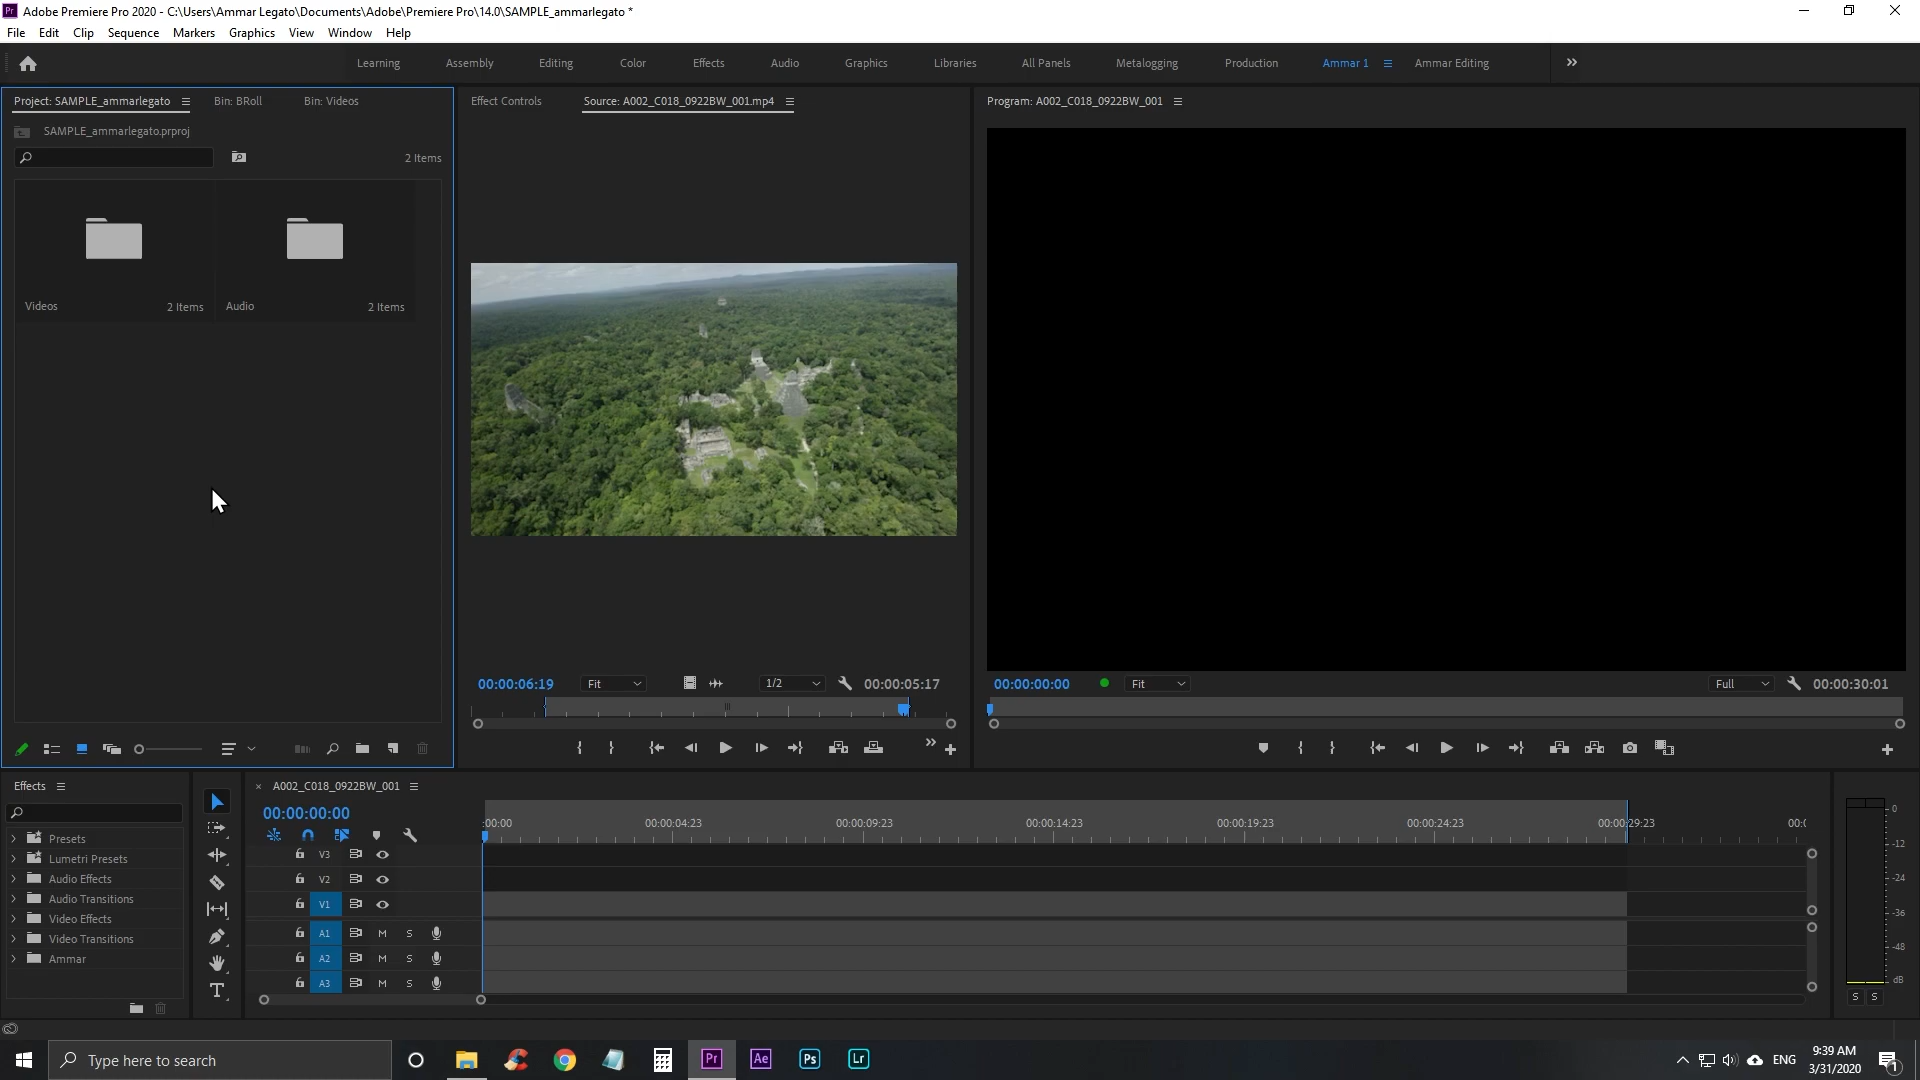 Adobe Premiere Pro 2020 - C:\Users\Ammar Legato\Documents\Adobe\Premiere Pro\14.0\SAMPLE_ammarlegato *
File Edit Clip Sequence Markers Graphics View Window Help
Learning Assembly Editing Color Effects Audio Graphics Libraries All Panels Metalogging Production Ammar 1 Ammar Editing
Project: SAMPLE_ammarlegato Bin: BRoll Bin: Videos
SAMPLE_ammarlegato.prproj
2 Items
Videos 2 Items Audio 2 Items
Effect Controls Source: A002_C018_0922BW_001.mp4
00:00:06:19 Fit 1/2 00:00:05:17
Program: A002_C018_0922BW_001
00:00:00:00 Fit Full 00:00:30:01
Effects
Presets
Lumetri Presets
Audio Effects
Audio Transitions
Video Effects
Video Transitions
Ammar
A002_C018_0922BW_001
00:00:00:00
:00:00 00:00:04:23 00:00:09:23 00:00:14:23 00:00:19:23 00:00:24:23 00:00:29:23 00:0
V3
V2
V1
A1 M S
A2 M S
A3 M S
0
-12
-24
-36
-48
dB
S S
Type here to search
Pr Ae Ps Lr
ENG
9:39 AM
3/31/2020
1